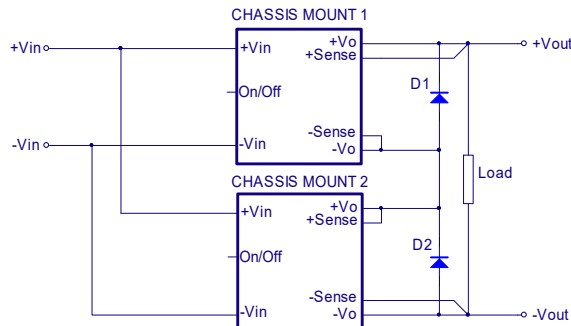 CHASSIS MOUNT 1
+Vin
+Vin
+Vo
+Sense
+Vout
On/Off
D1
-Sense
-Vin
-Vin
-Vo
Load
CHASSIS MOUNT 2
+Vin
+Vo
+Sense
On/Off
D2
-Sense
-Vin
-Vo
-Vout